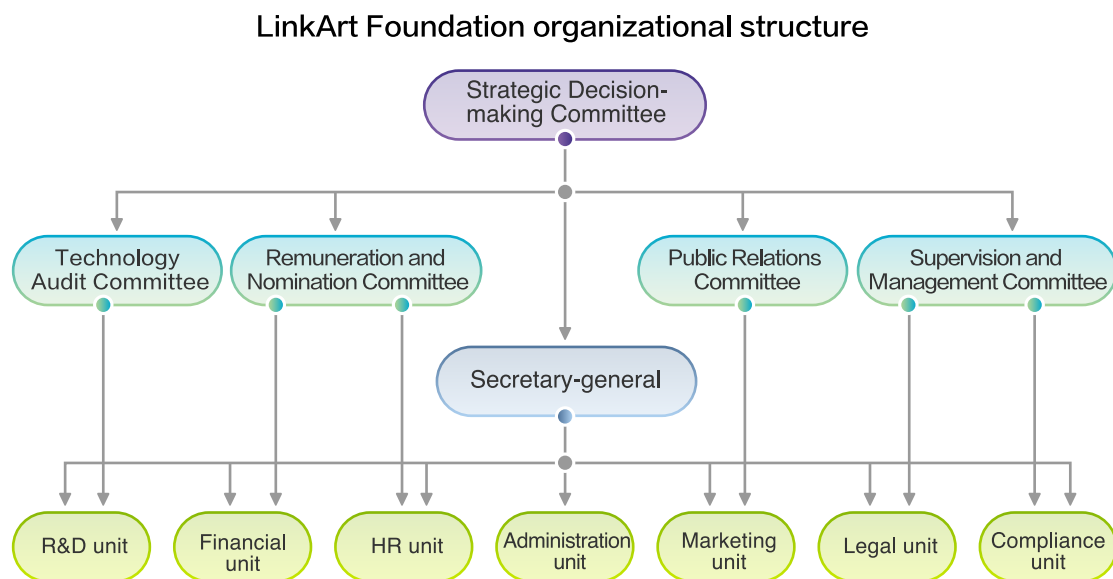 LinkArt Foundation organizational structure
Strategic Decision-
making Committee
Technology
Audit Committee
Remuneration and
Nomination Committee
Public Relations
Committee
Supervision and
Management Committee
Secretary-general
R&D unit
Financial
unit
HR unit
Administration
unit
Marketing
unit
Legal unit
Compliance
unit